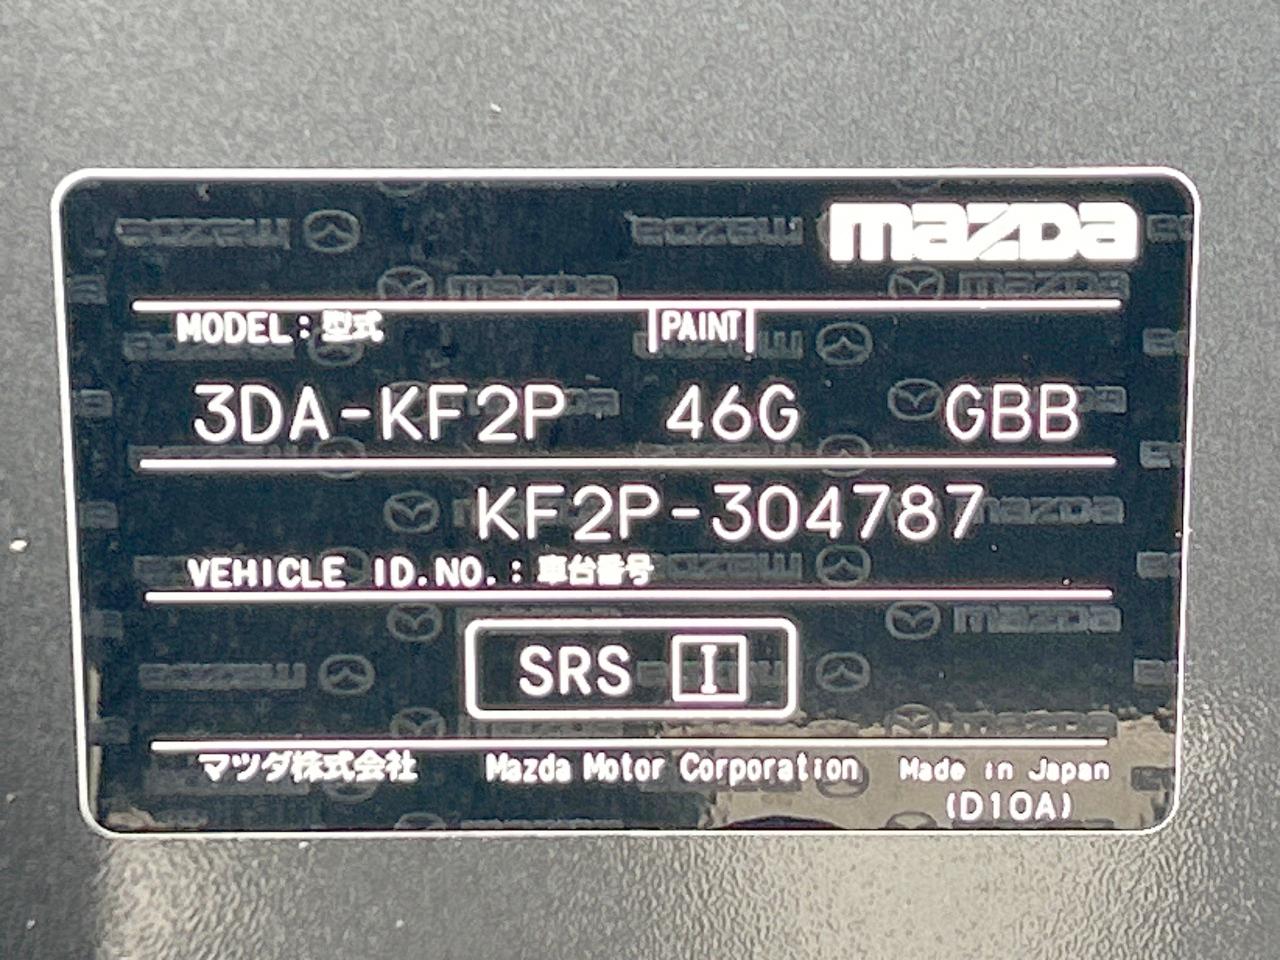 mazda
MODEL:型式 PAINT
3DA-KF2P 46G GBB
KF2P-304787
VEHICLE ID.NO.:車台番号
SRS I
マツダ株式会社 Mazda Motor Corporation Made in Japan
(D10A)